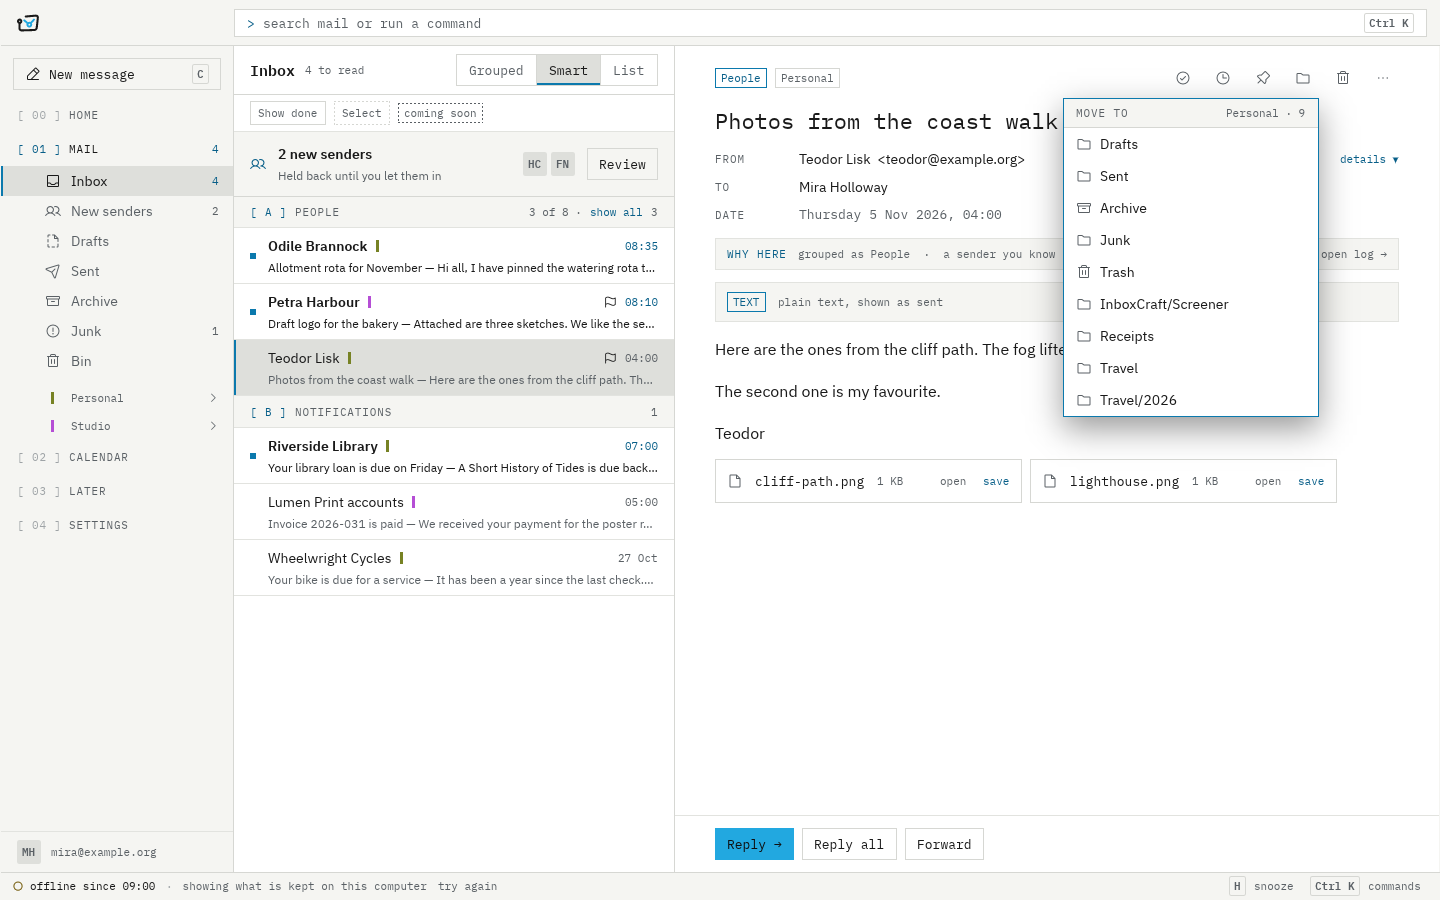 > search mail or run a command Ctrl K
New message C
[ 00 ] HOME
[ 01 ] MAIL 4
Inbox 4
New senders 2
Drafts
Sent
Archive
Junk 1
Bin
Personal
Studio
[ 02 ] CALENDAR
[ 03 ] LATER
[ 04 ] SETTINGS
MH mira@example.org
Inbox 4 to read Grouped Smart List
Show done Select coming soon
2 new senders
Held back until you let them in
HC FN Review
[ A ] PEOPLE 3 of 8 · show all 3
Odile Brannock 08:35
Allotment rota for November — Hi all, I have pinned the watering rota t...
Petra Harbour 08:10
Draft logo for the bakery — Attached are three sketches. We like the se...
Teodor Lisk 04:00
Photos from the coast walk — Here are the ones from the cliff path. Th...
[ B ] NOTIFICATIONS 1
Riverside Library 07:00
Your library loan is due on Friday — A Short History of Tides is due back...
Lumen Print accounts 05:00
Invoice 2026-031 is paid — We received your payment for the poster r...
Wheelwright Cycles 27 Oct
Your bike is due for a service — It has been a year since the last check....
People Personal ...
Photos from the coast walk
FROM Teodor Lisk <teodor@example.org> details ▾
TO Mira Holloway
DATE Thursday 5 Nov 2026, 04:00
WHY HERE grouped as People · a sender you know open log →
TEXT plain text, shown as sent
Here are the ones from the cliff path. The fog lifte
The second one is my favourite.
Teodor
cliff-path.png 1 KB open save
lighthouse.png 1 KB open save
MOVE TO Personal · 9
Drafts
Sent
Archive
Junk
Trash
InboxCraft/Screener
Receipts
Travel
Travel/2026
Reply → Reply all Forward
offline since 09:00 · showing what is kept on this computer try again
H snooze Ctrl K commands